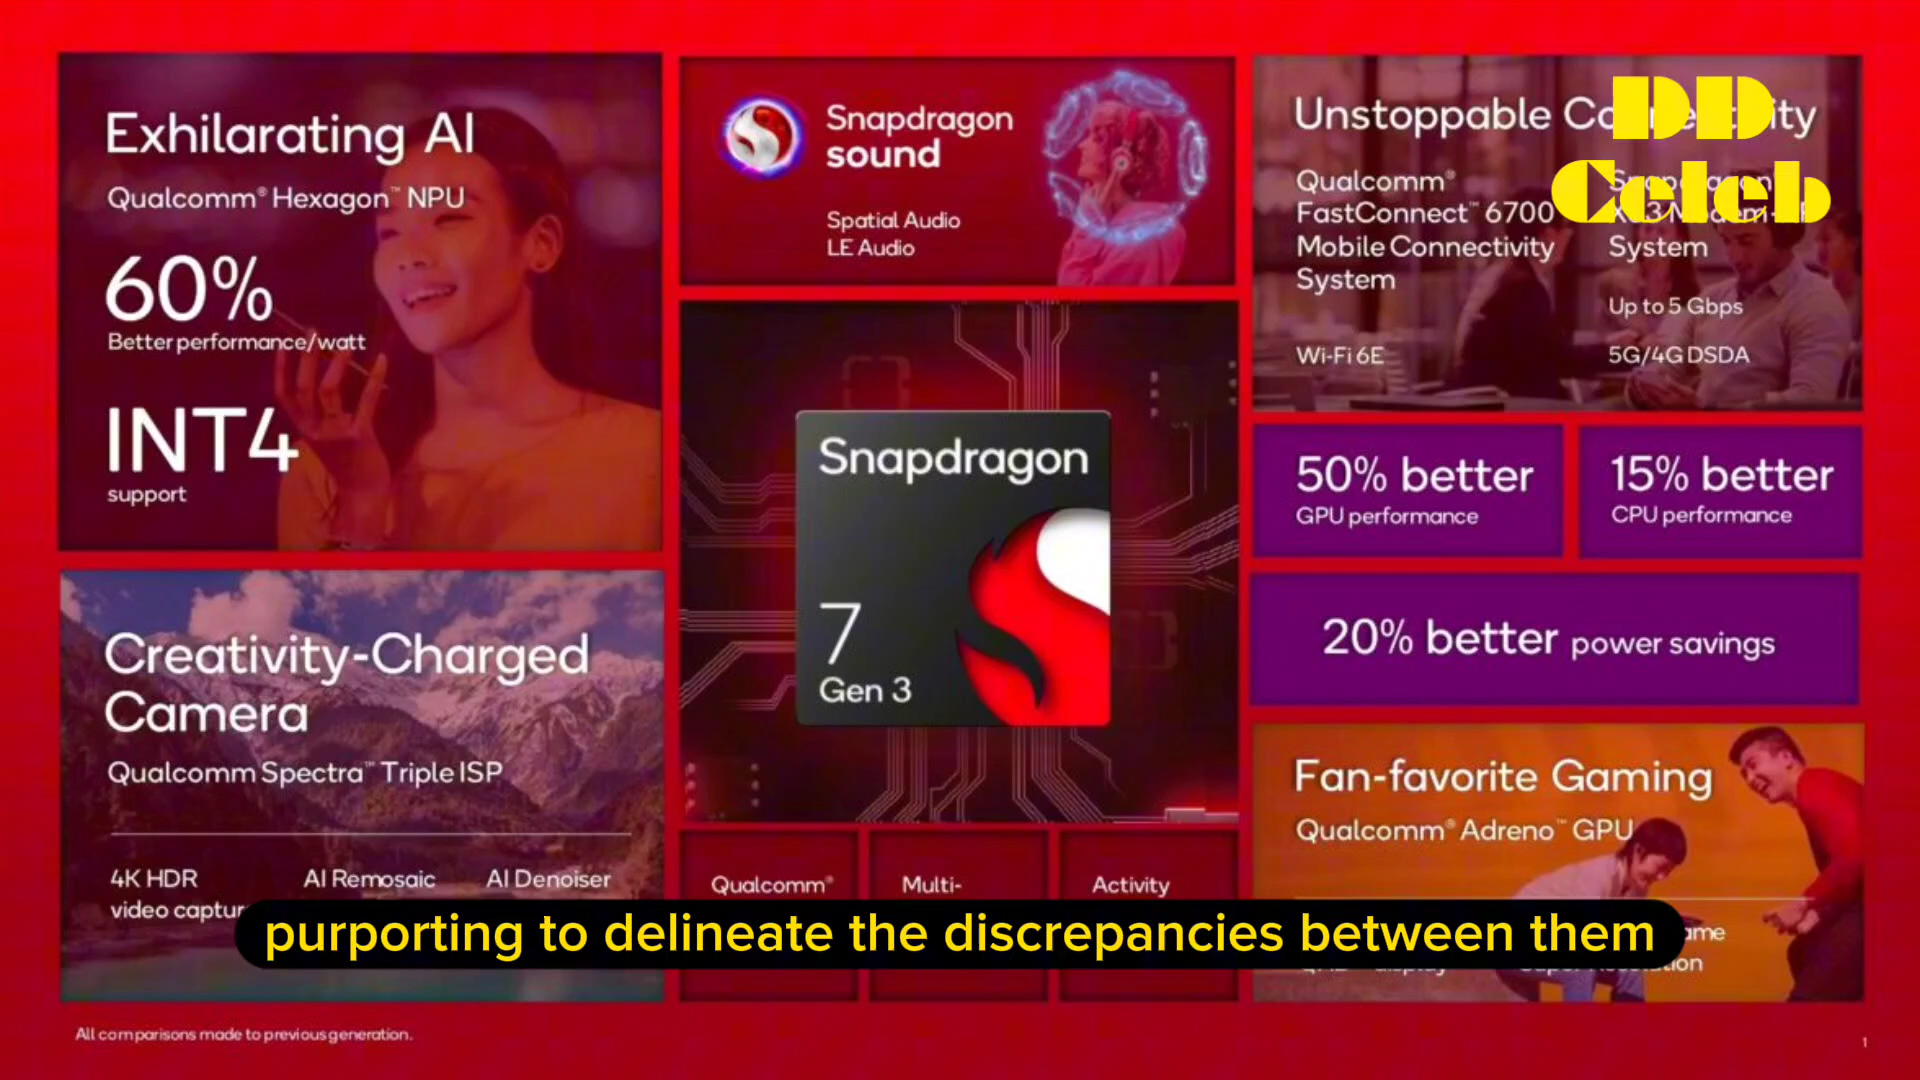 Exhilarating AI
Qualcomm® Hexagon™ NPU
60%
Better performance/watt
INT4
support
Snapdragon
sound
Spatial Audio
LE Audio
Unstoppable
DD
Celeb
Qualcomm®
FastConnect™ 6700
Mobile Connectivity
System
Wi-Fi 6E
System
Up to 5 Gbps
5G/4G DSDA
Snapdragon
7
Gen 3
50% better
GPU performance
15% better
CPU performance
20% better power savings
Creativity-Charged
Camera
Qualcomm Spectra™ Triple ISP
4K HDR
video
AI Remosaic
AI Denoiser
Qualcomm®
Multi-
Activity
Fan-favorite Gaming
Qualcomm® Adreno™ GPU
purporting to delineate the discrepancies between them
All comparisons made to previous generation.
1